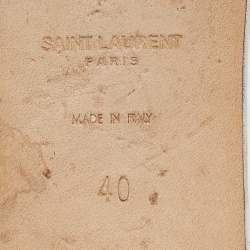 SAINT LAURENT
PARIS
MADE IN ITALY
40